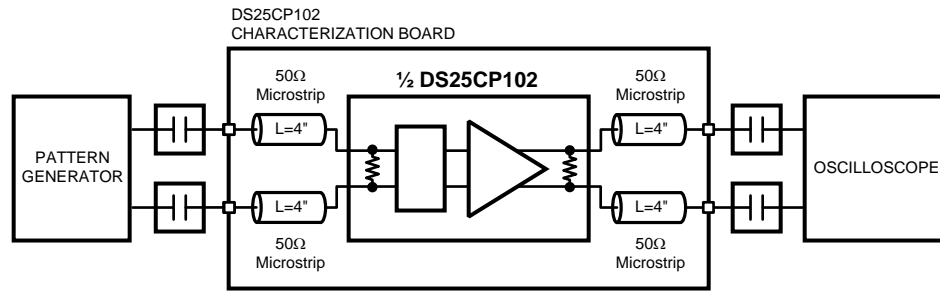 DS25CP102
CHARACTERIZATION BOARD
50Ω
Microstrip
½ DS25CP102
50Ω
Microstrip
L=4"
L=4"
PATTERN
GENERATOR
OSCILLOSCOPE
L=4"
L=4"
50Ω
Microstrip
50Ω
Microstrip